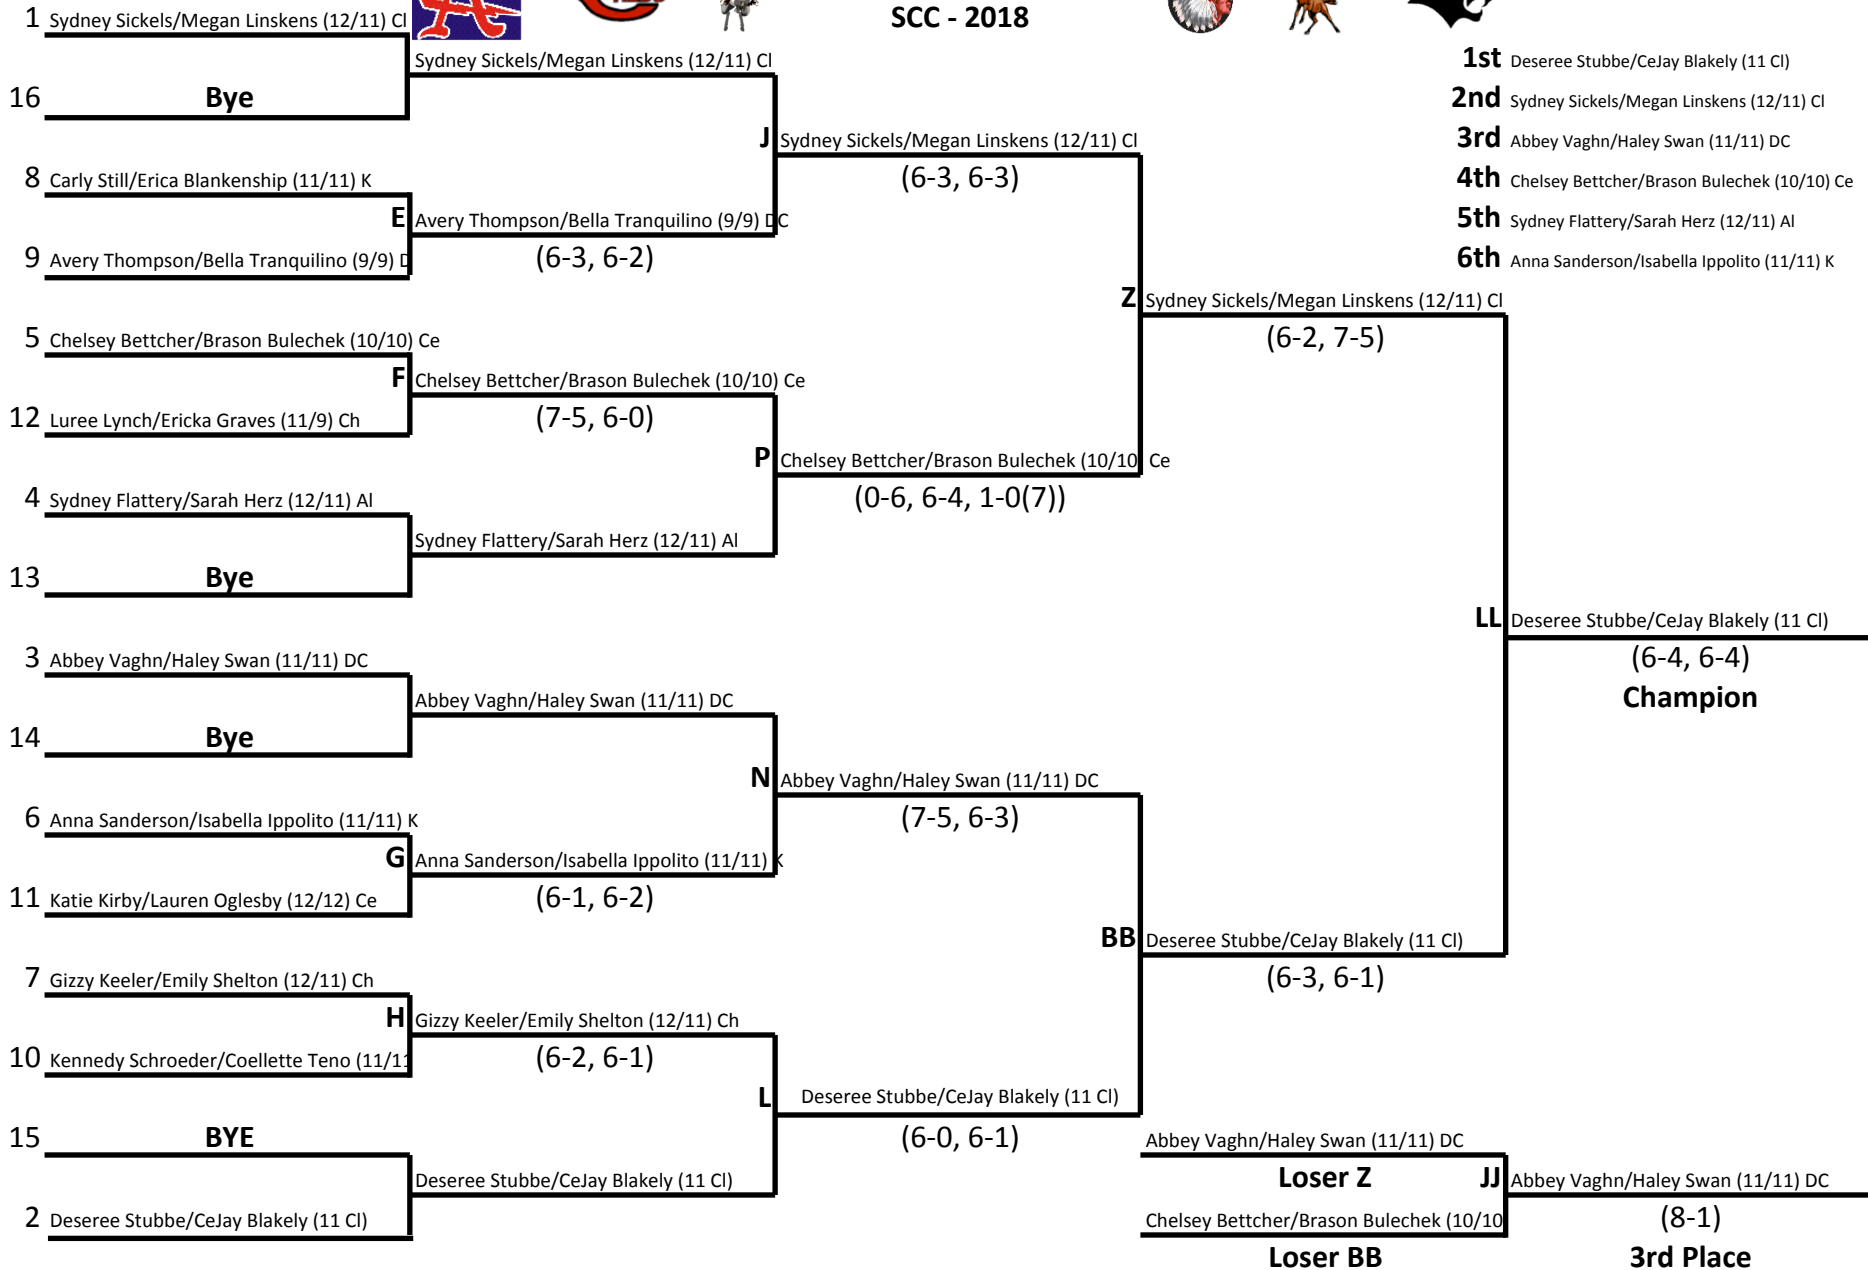 SCC - 2018
1 Sydney Sickels/Megan Linskens (12/11) Cl
16 Bye
Sydney Sickels/Megan Linskens (12/11) Cl
8 Carly Still/Erica Blankenship (11/11) K
9 Avery Thompson/Bella Tranquilino (9/9) D
E Avery Thompson/Bella Tranquilino (9/9) DC
(6-3, 6-2)
J Sydney Sickels/Megan Linskens (12/11) Cl
(6-3, 6-3)
5 Chelsey Bettcher/Brason Bulechek (10/10) Ce
12 Luree Lynch/Ericka Graves (11/9) Ch
F Chelsey Bettcher/Brason Bulechek (10/10) Ce
(7-5, 6-0)
4 Sydney Flattery/Sarah Herz (12/11) Al
13 Bye
Sydney Flattery/Sarah Herz (12/11) Al
P Chelsey Bettcher/Brason Bulechek (10/10) Ce
(0-6, 6-4, 1-0(7))
Z Sydney Sickels/Megan Linskens (12/11) Cl
(6-2, 7-5)
3 Abbey Vaghn/Haley Swan (11/11) DC
14 Bye
Abbey Vaghn/Haley Swan (11/11) DC
6 Anna Sanderson/Isabella Ippolito (11/11) K
11 Katie Kirby/Lauren Oglesby (12/12) Ce
G Anna Sanderson/Isabella Ippolito (11/11) K
(6-1, 6-2)
N Abbey Vaghn/Haley Swan (11/11) DC
(7-5, 6-3)
7 Gizzy Keeler/Emily Shelton (12/11) Ch
10 Kennedy Schroeder/Coellette Teno (11/11
H Gizzy Keeler/Emily Shelton (12/11) Ch
(6-2, 6-1)
15 BYE
2 Deseree Stubbe/CeJay Blakely (11 Cl)
Deseree Stubbe/CeJay Blakely (11 Cl)
L Deseree Stubbe/CeJay Blakely (11 Cl)
(6-0, 6-1)
BB Deseree Stubbe/CeJay Blakely (11 Cl)
(6-3, 6-1)
LL Deseree Stubbe/CeJay Blakely (11 Cl)
(6-4, 6-4)
Champion
Abbey Vaghn/Haley Swan (11/11) DC
Loser Z
Chelsey Bettcher/Brason Bulechek (10/10
Loser BB
JJ Abbey Vaghn/Haley Swan (11/11) DC
(8-1)
3rd Place
1st Deseree Stubbe/CeJay Blakely (11 Cl)
2nd Sydney Sickels/Megan Linskens (12/11) Cl
3rd Abbey Vaghn/Haley Swan (11/11) DC
4th Chelsey Bettcher/Brason Bulechek (10/10) Ce
5th Sydney Flattery/Sarah Herz (12/11) Al
6th Anna Sanderson/Isabella Ippolito (11/11) K